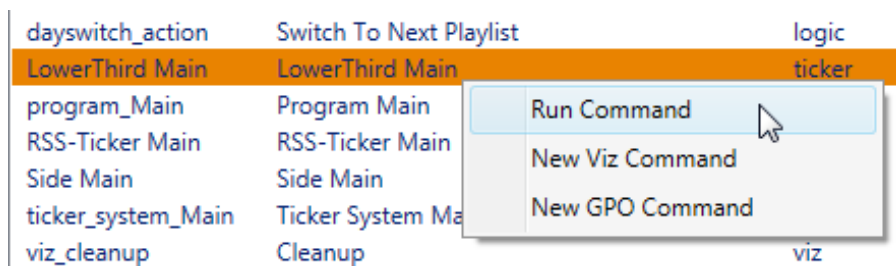 dayswitch_action Switch To Next Playlist logic
LowerThird Main LowerThird Main ticker
program_Main Program Main
Run Command
RSS-Ticker Main RSS-Ticker Main
New Viz Command
Side Main Side Main
New GPO Command
ticker_system_Main Ticker System Ma
viz_cleanup Cleanup viz